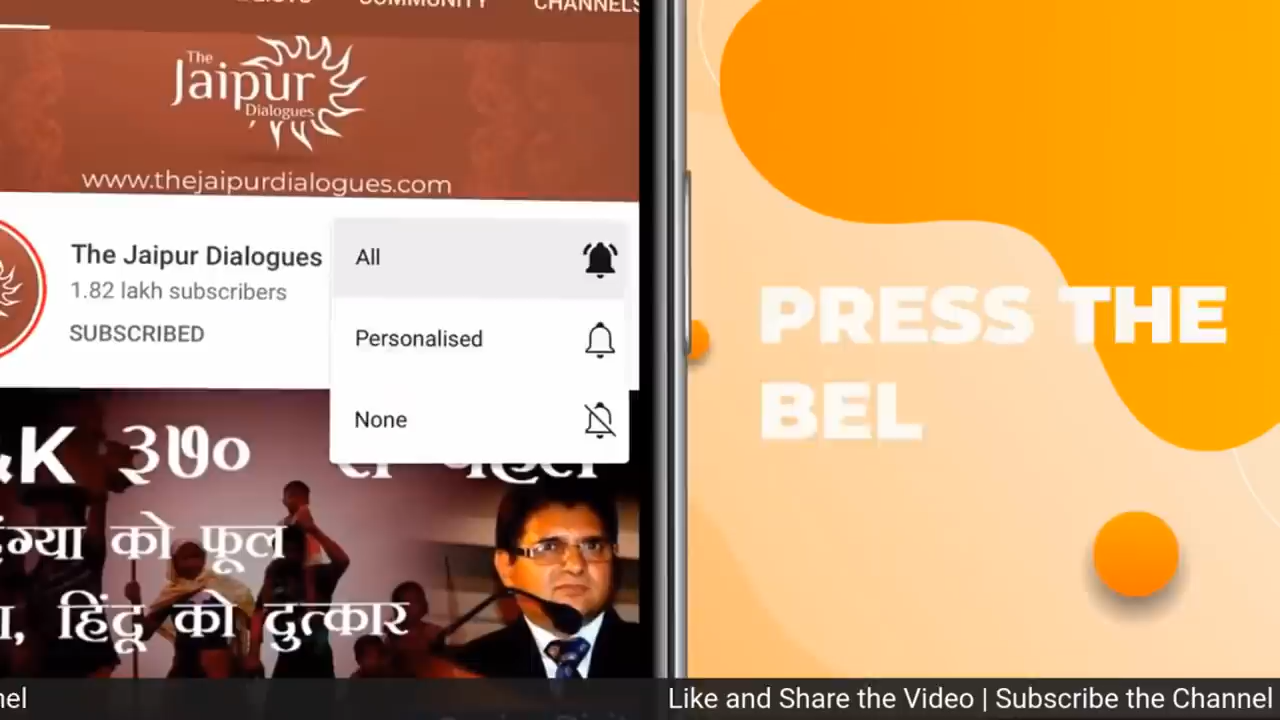 COMMUNITY
CHANNELS
The
Jaipur
Dialogues
www.thejaipurdialogues.com
The Jaipur Dialogues
1.82 lakh subscribers
SUBSCRIBED
All
Personalised
None
K ३७०
को फूल
हिंदू को दुत्कार
PRESS THE
BEL
nel
Like and Share the Video | Subscribe the Channel